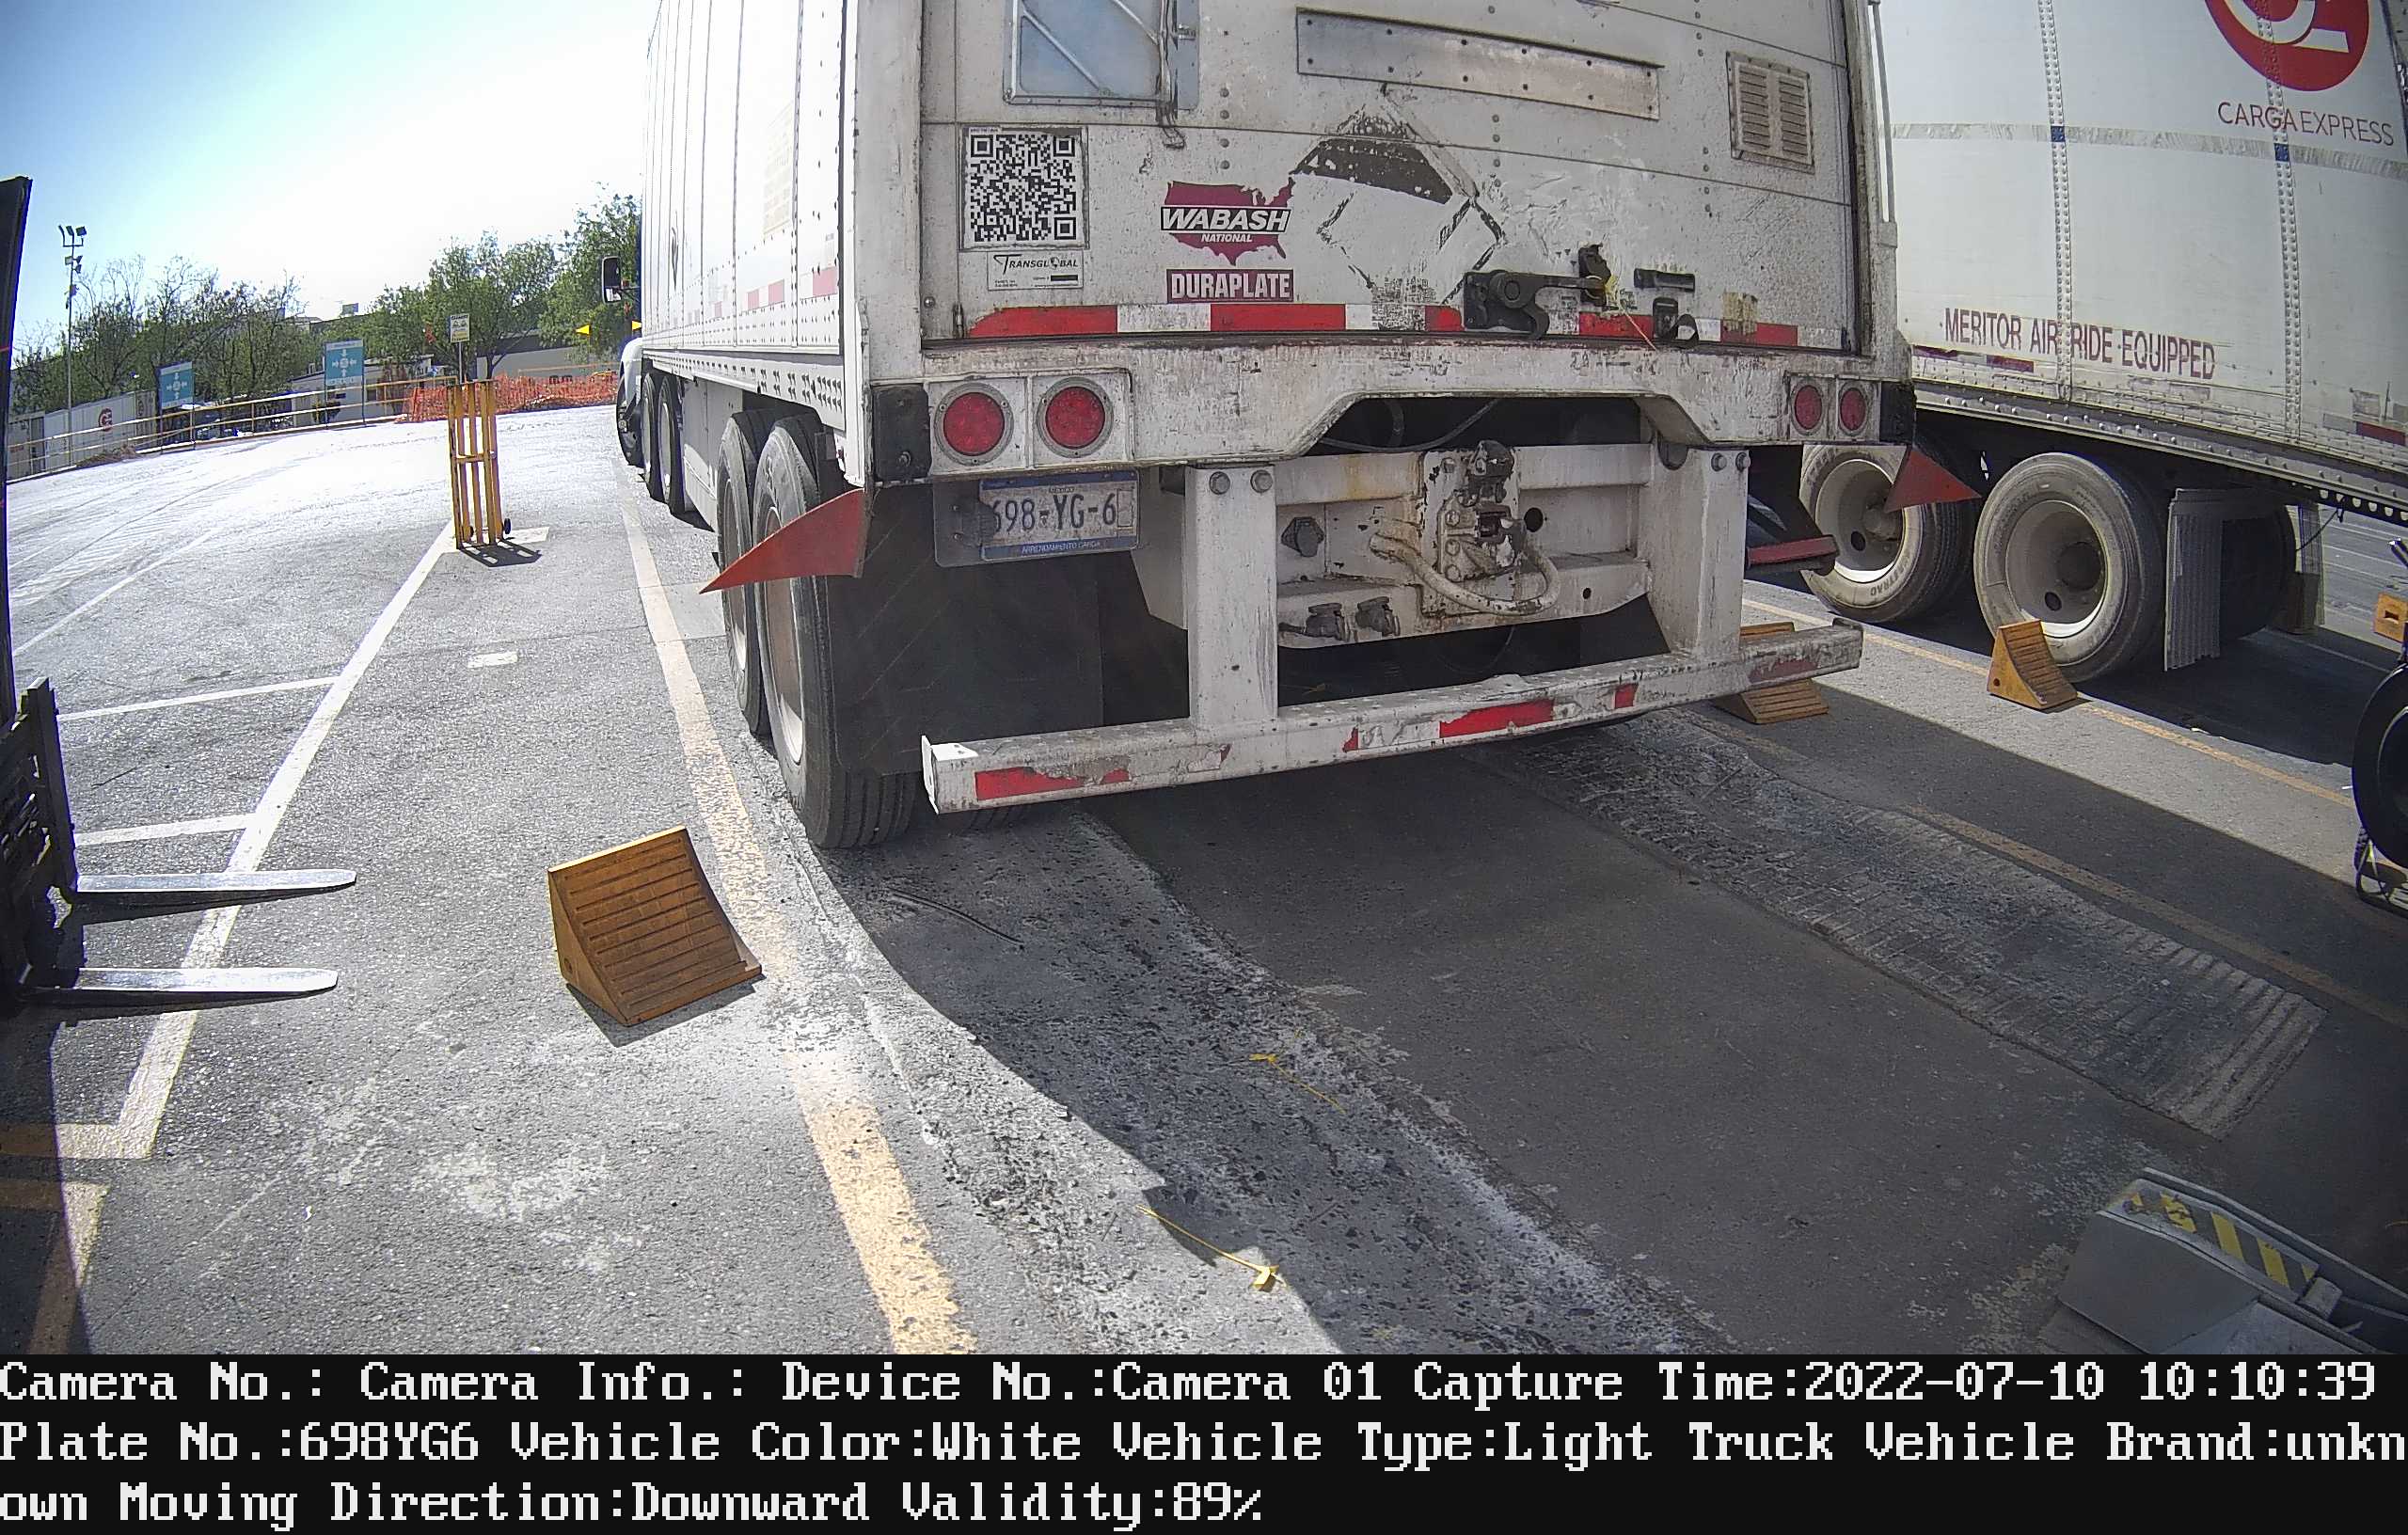 CARGA EXPRESS
WABASH
NATIONAL
TRANSGLOBAL
DURAPLATE
MERITOR AIR RIDE EQUIPPED
698-YG-6
ARRENDAMIENTO CARGA
Camera No.: Camera Info.: Device No.:Camera 01 Capture Time:2022-07-10 10:10:39
Plate No.:698YG6 Vehicle Color:White Vehicle Type:Light Truck Vehicle Brand:unkn
own Moving Direction:Downward Validity:89%